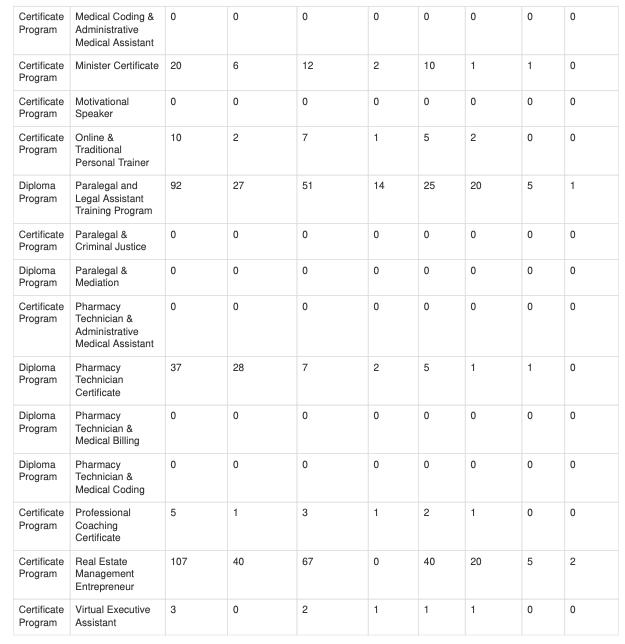 Certificate Program Medical Coding & Administrative Medical Assistant 0 0 0 0 0 0 0 0
Certificate Program Minister Certificate 20 6 12 2 10 1 1 0
Certificate Program Motivational Speaker 0 0 0 0 0 0 0 0
Certificate Program Online & Traditional Personal Trainer 10 2 7 1 5 2 0 0
Diploma Program Paralegal and Legal Assistant Training Program 92 27 51 14 25 20 5 1
Certificate Program Paralegal & Criminal Justice 0 0 0 0 0 0 0 0
Diploma Program Paralegal & Mediation 0 0 0 0 0 0 0 0
Certificate Program Pharmacy Technician & Administrative Medical Assistant 0 0 0 0 0 0 0 0
Diploma Program Pharmacy Technician Certificate 37 28 7 2 5 1 1 0
Diploma Program Pharmacy Technician & Medical Billing 0 0 0 0 0 0 0 0
Diploma Program Pharmacy Technician & Medical Coding 0 0 0 0 0 0 0 0
Certificate Program Professional Coaching Certificate 5 1 3 1 2 1 0 0
Certificate Program Real Estate Management Entrepreneur 107 40 67 0 40 20 5 2
Certificate Program Virtual Executive Assistant 3 0 2 1 1 1 0 0